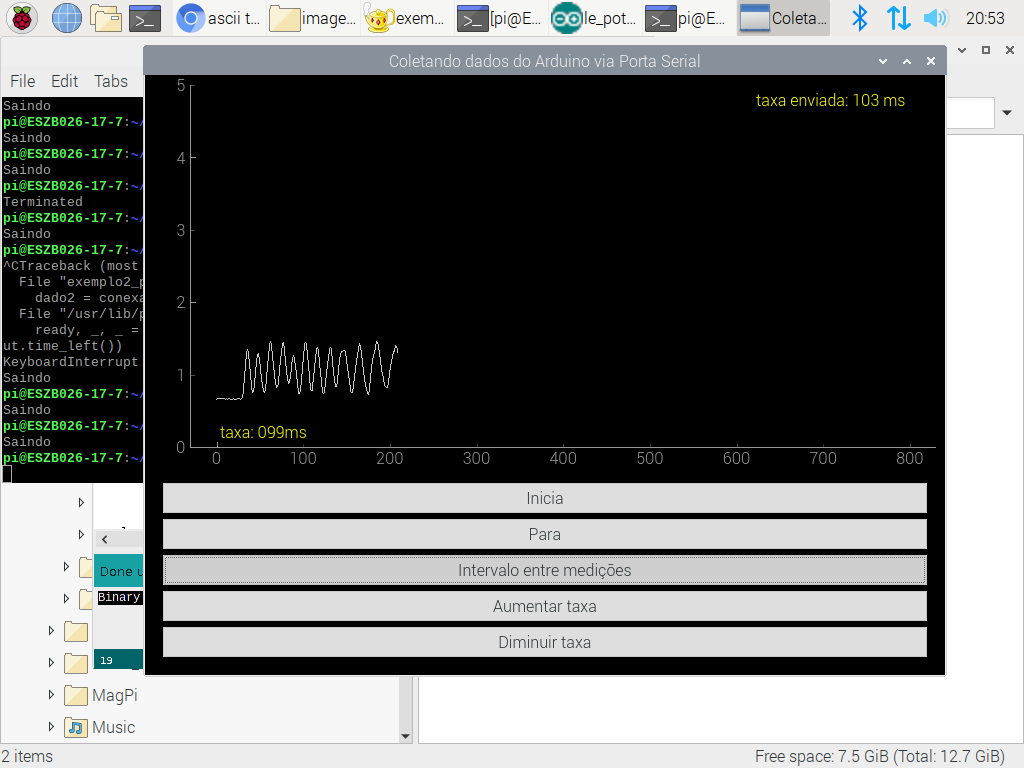 ascii t...
image...
exem...
[pi@E...
le_pot...
pi@E...
Coleta...
20:53
File Edit Tabs
Coletando dados do Arduino via Porta Serial
Saindo
pi@ESZB026-17-7:~/
Saindo
pi@ESZB026-17-7:~/
Saindo
pi@ESZB026-17-7:~/
Terminated
pi@ESZB026-17-7:~/
Saindo
pi@ESZB026-17-7:~/
^CTraceback (most
File "exemplo2_p
dado2 = conexa
File "/usr/lib/p
ready, _, _ =
ut.time_left())
KeyboardInterrupt
Saindo
pi@ESZB026-17-7:~/
Saindo
pi@ESZB026-17-7:~/
Saindo
pi@ESZB026-17-7:~/
5
taxa enviada: 103 ms
4
3
2
1
taxa: 099ms
0
0 100 200 300 400 500 600 700 800
Inicia
Para
Intervalo entre medições
Aumentar taxa
Diminuir taxa
Done u
Binary
19
MagPi
Music
2 items
Free space: 7.5 GiB (Total: 12.7 GiB)